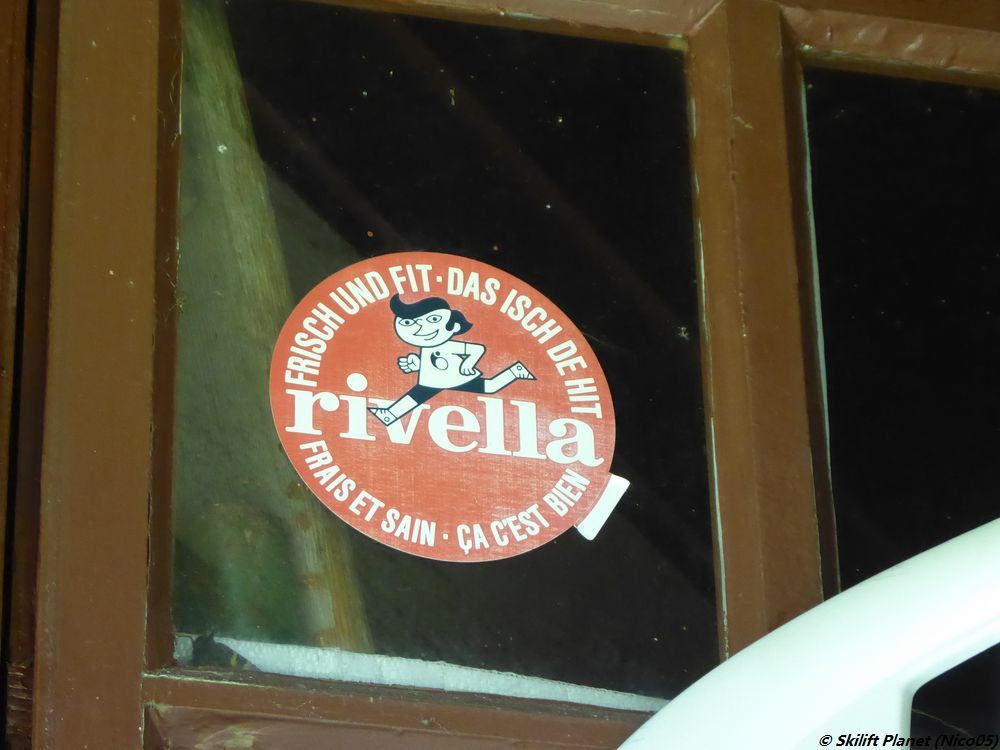 FRISCH UND FIT · DAS ISCH DE HIT
rivella
FRAIS ET SAIN · ÇA C'EST BIEN
© Skilift Planet (Nico05)